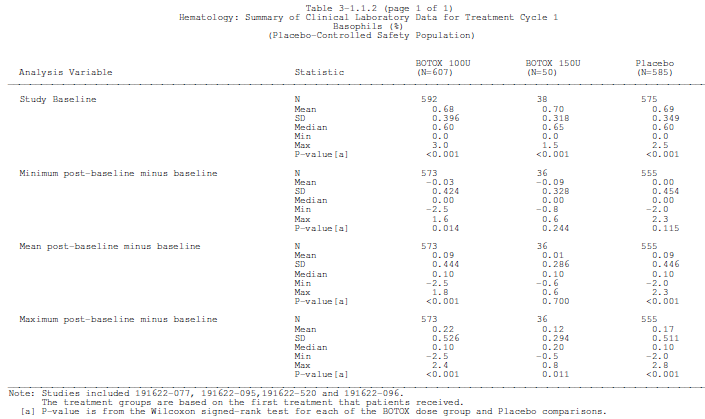 Table 3-1.1.2 (page 1 of 1)
Hematology: Summary of Clinical Laboratory Data for Treatment Cycle 1
Basophils (%)
(Placebo-Controlled Safety Population)
BOTOX 100U BOTOX 150U Placebo
Analysis Variable Statistic (N=607) (N=50) (N=585)
Study Baseline N 592 38 575
Mean 0.68 0.70 0.69
SD 0.396 0.318 0.349
Median 0.60 0.65 0.60
Min 0.0 0.0 0.0
Max 3.0 1.5 2.5
P-value[a] <0.001 <0.001 <0.001
Minimum post-baseline minus baseline N 573 36 555
Mean -0.03 -0.09 0.00
SD 0.424 0.328 0.454
Median 0.00 0.00 0.00
Min -2.5 -0.8 -2.0
Max 1.6 0.6 2.3
P-value[a] 0.014 0.244 0.115
Mean post-baseline minus baseline N 573 36 555
Mean 0.09 0.01 0.09
SD 0.444 0.286 0.446
Median 0.10 0.10 0.10
Min -2.5 -0.6 -2.0
Max 1.8 0.6 2.3
P-value[a] <0.001 0.700 <0.001
Maximum post-baseline minus baseline N 573 36 555
Mean 0.22 0.12 0.17
SD 0.526 0.294 0.511
Median 0.10 0.20 0.10
Min -2.5 -0.5 -2.0
Max 2.4 0.8 2.8
P-value[a] <0.001 0.011 <0.001
Note: Studies included 191622-077, 191622-095,191622-520 and 191622-096.
The treatment groups are based on the first treatment that patients received.
[a] P-value is from the Wilcoxon signed-rank test for each of the BOTOX dose group and Placebo comparisons.